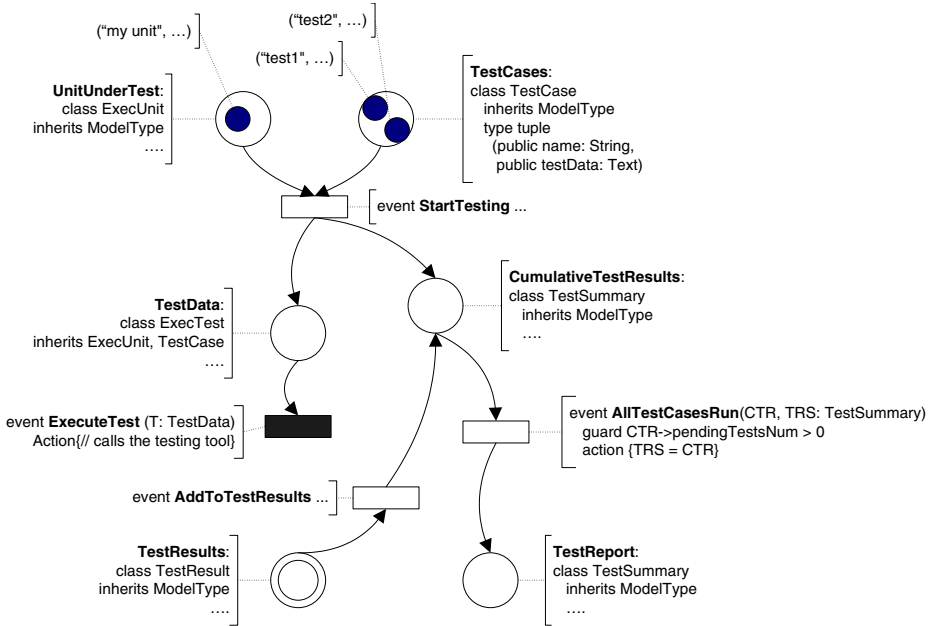 ("my unit", …)
("test2", …)
("test1", …)
UnitUnderTest:
class ExecUnit
inherits ModelType
….
TestCases:
class TestCase
inherits ModelType
type tuple
(public name: String,
public testData: Text)
event StartTesting ...
TestData:
class ExecTest
inherits ExecUnit, TestCase
….
CumulativeTestResults:
class TestSummary
inherits ModelType
….
event ExecuteTest (T: TestData)
Action{// calls the testing tool}
event AllTestCasesRun(CTR, TRS: TestSummary)
guard CTR->pendingTestsNum > 0
action {TRS = CTR}
event AddToTestResults ...
TestResults:
class TestResult
inherits ModelType
….
TestReport:
class TestSummary
inherits ModelType
….